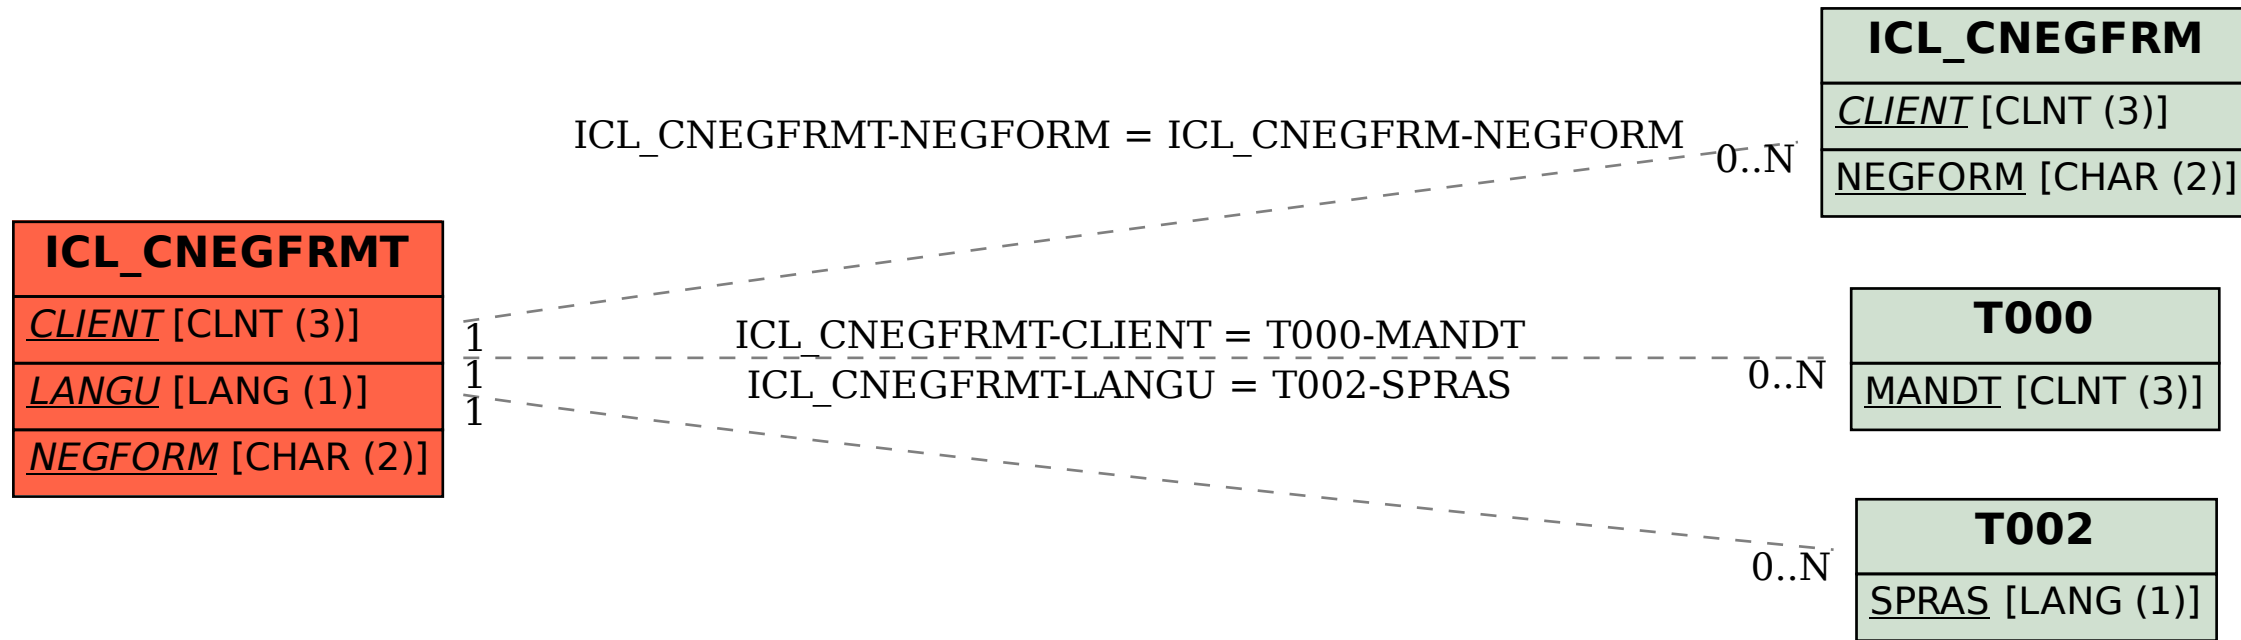 ICL_CNEGFRMT
CLIENT [CLNT (3)]
LANGU [LANG (1)]
NEGFORM [CHAR (2)]
ICL_CNEGFRMT-NEGFORM = ICL_CNEGFRM-NEGFORM
0..N
1
ICL_CNEGFRMT-CLIENT = T000-MANDT
0..N
1
ICL_CNEGFRMT-LANGU = T002-SPRAS
0..N
1
ICL_CNEGFRM
CLIENT [CLNT (3)]
NEGFORM [CHAR (2)]
T000
MANDT [CLNT (3)]
T002
SPRAS [LANG (1)]